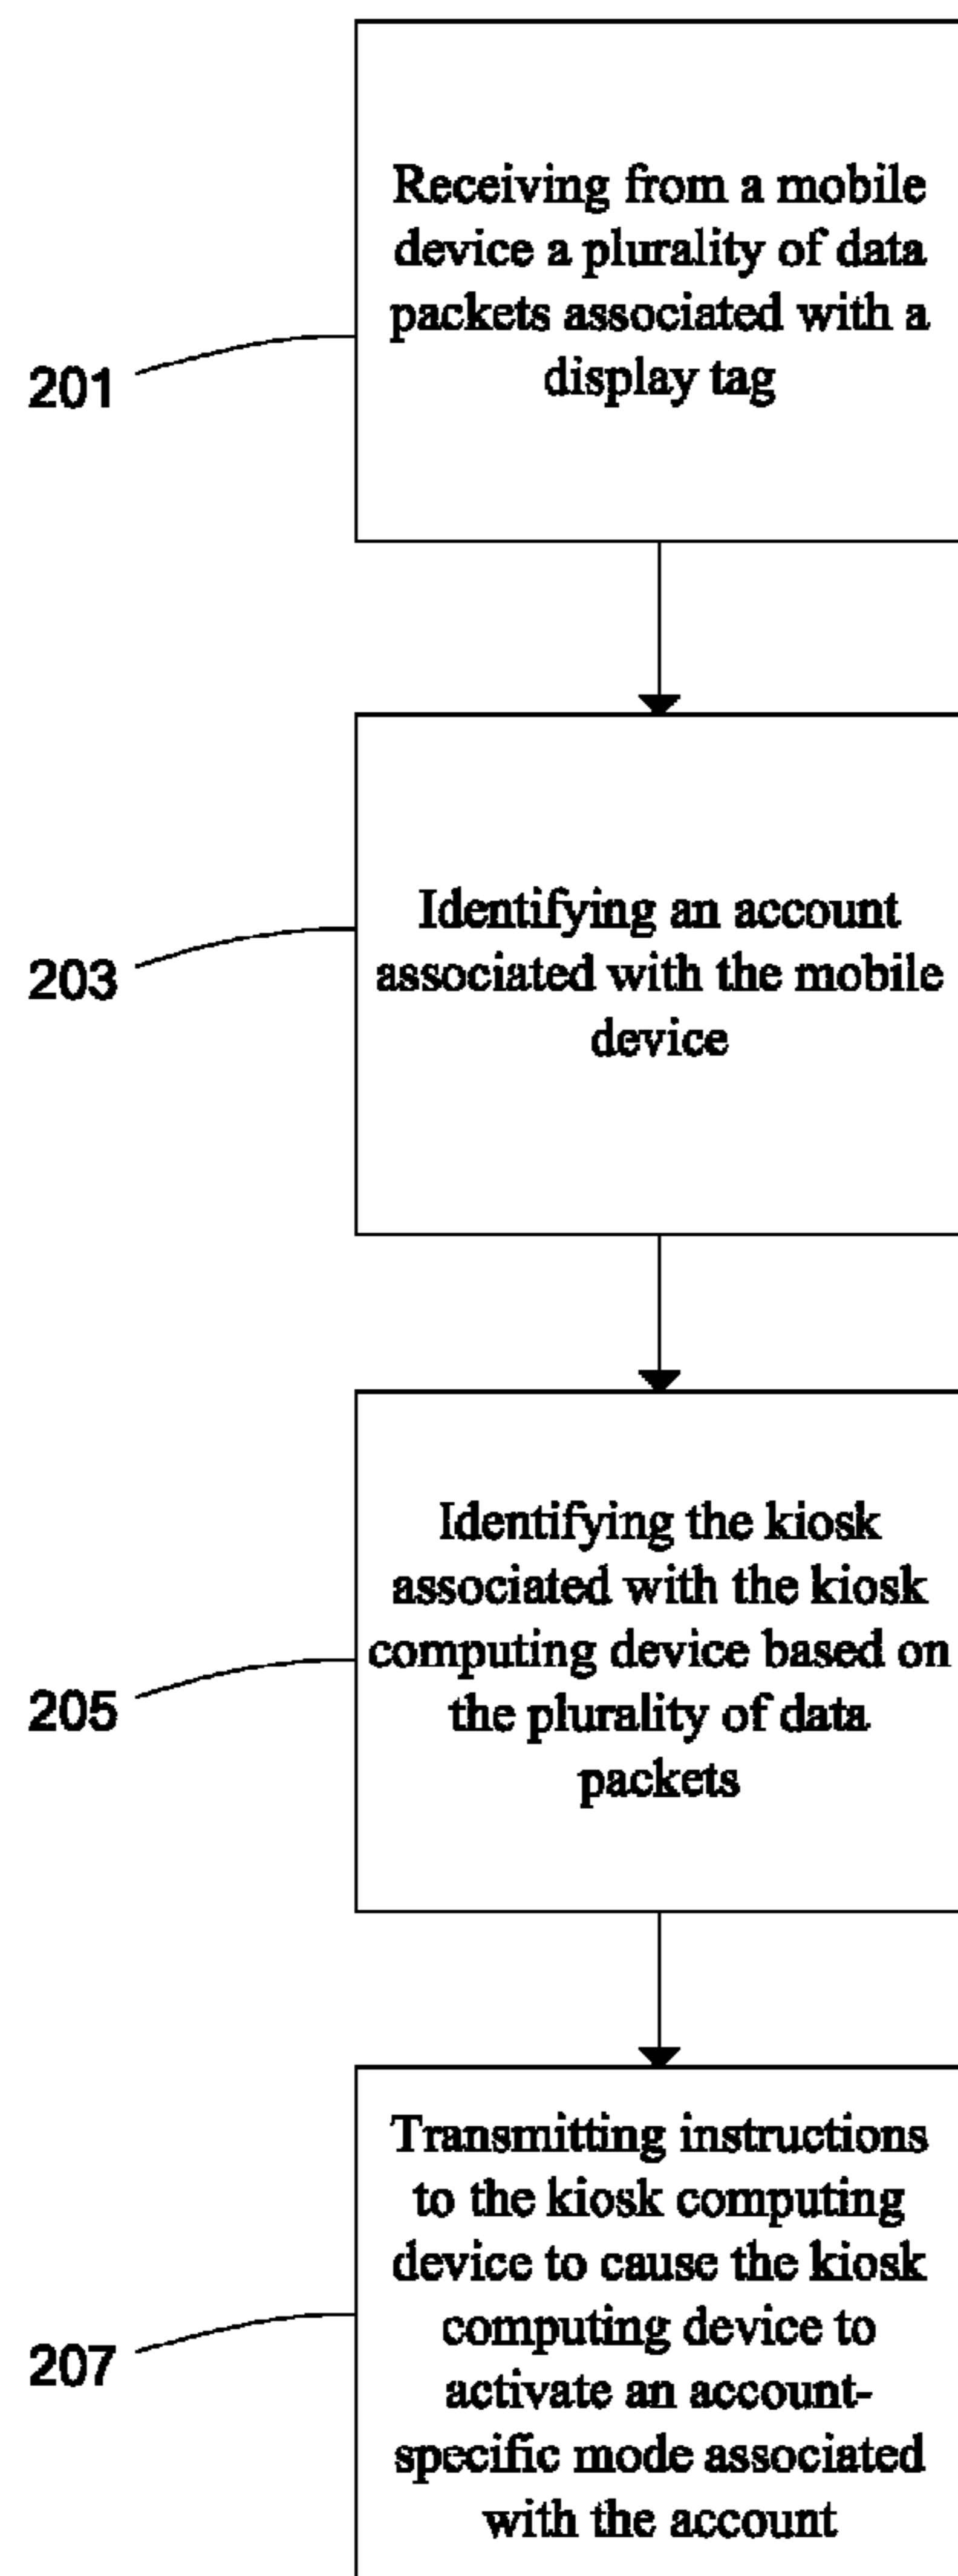 Receiving from a mobile
device a plurality of data
packets associated with a
display tag
201
Identifying an account
associated with the mobile
device
203
Identifying the kiosk
associated with the kiosk
computing device based on
the plurality of data
packets
205
Transmitting instructions
to the kiosk computing
device to cause the kiosk
computing device to
activate an account-
specific mode associated
with the account
207